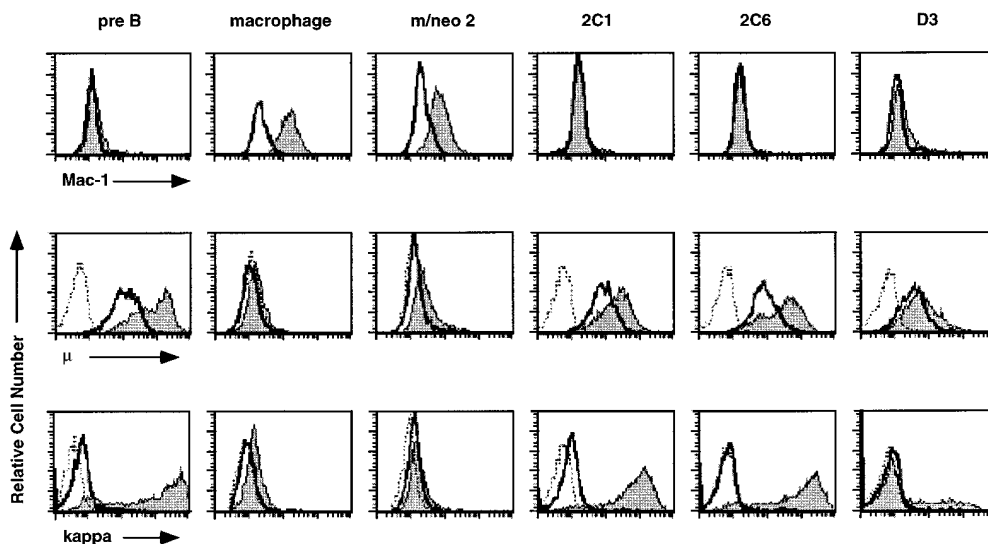 pre B macrophage m/neo 2 2C1 2C6 D3
Mac-1
μ
kappa
Relative Cell Number